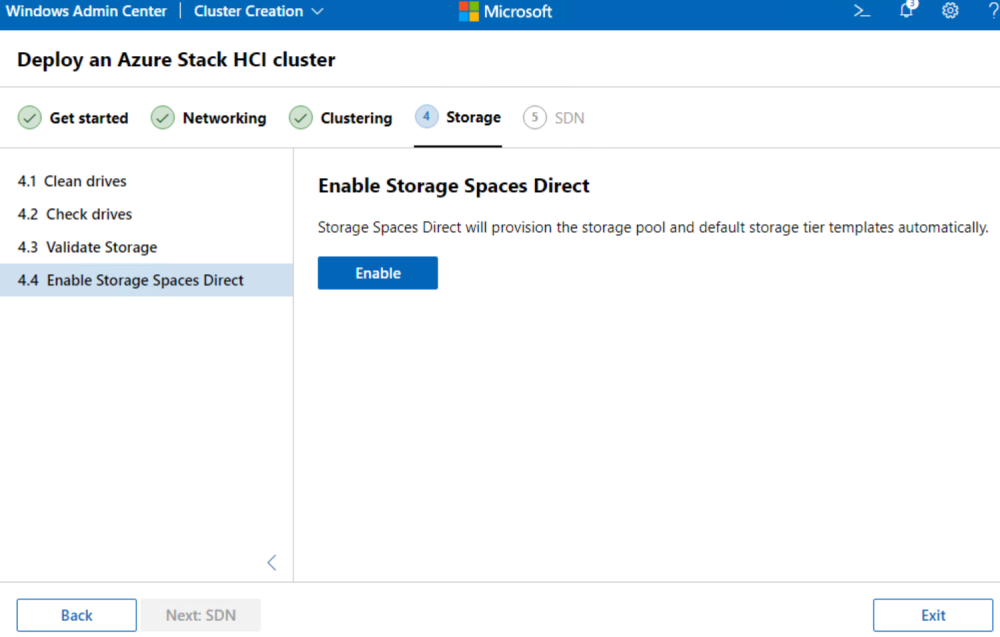 Windows Admin Center | Cluster Creation Microsoft 3 ?
Deploy an Azure Stack HCI cluster
Get started Networking Clustering 4 Storage 5 SDN
4.1 Clean drives
4.2 Check drives
4.3 Validate Storage
4.4 Enable Storage Spaces Direct
Enable Storage Spaces Direct
Storage Spaces Direct will provision the storage pool and default storage tier templates automatically.
Enable
Back Next: SDN Exit